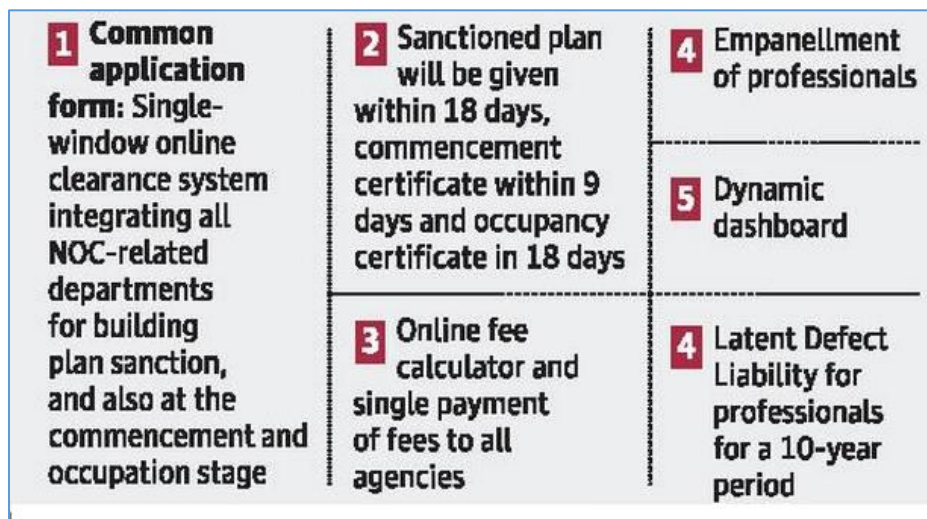 1 Common
application
form: Single-
window online
clearance system
integrating all
NOC-related
departments
for building
plan sanction,
and also at the
commencement and
occupation stage
2 Sanctioned plan
will be given
within 18 days,
commencement
certificate within 9
days and occupancy
certificate in 18 days
3 Online fee
calculator and
single payment
of fees to all
agencies
4 Empanellment
of professionals
5 Dynamic
dashboard
4 Latent Defect
Liability for
professionals
for a 10-year
period